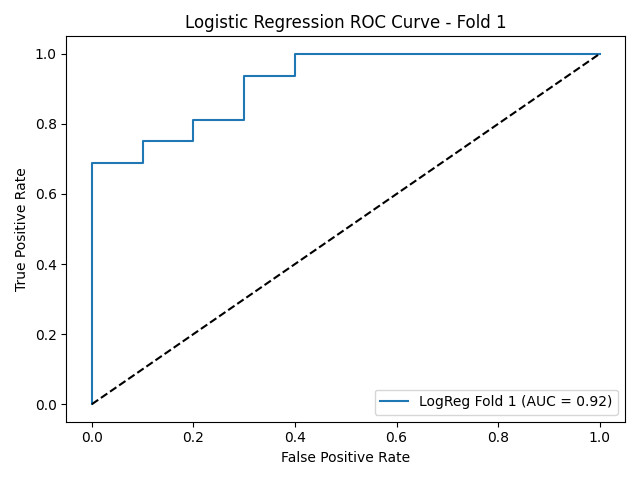 Logistic Regression ROC Curve - Fold 1
True Positive Rate
1.0
0.8
0.6
0.4
0.2
0.0
0.0 0.2 0.4 0.6 0.8 1.0
False Positive Rate
LogReg Fold 1 (AUC = 0.92)